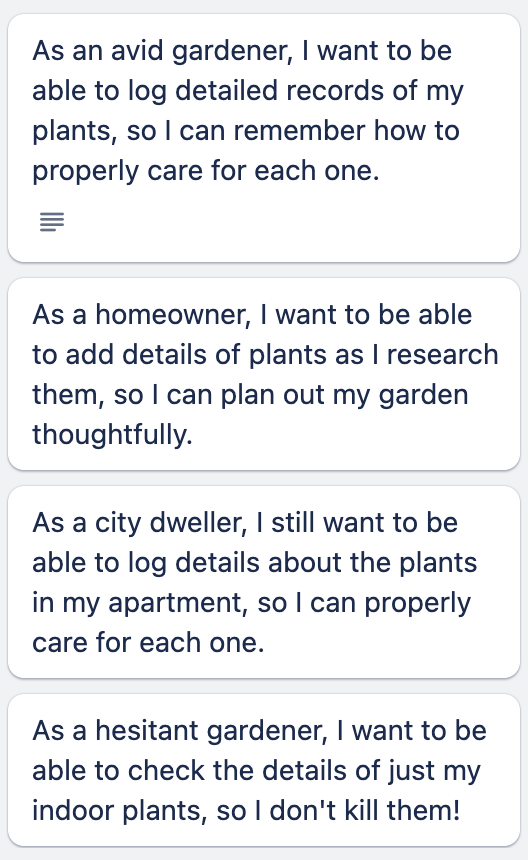 As an avid gardener, I want to be
able to log detailed records of my
plants, so I can remember how to
properly care for each one.
As a homeowner, I want to be able
to add details of plants as I research
them, so I can plan out my garden
thoughtfully.
As a city dweller, I still want to be
able to log details about the plants
in my apartment, so I can properly
care for each one.
As a hesitant gardener, I want to be
able to check the details of just my
indoor plants, so I don't kill them!